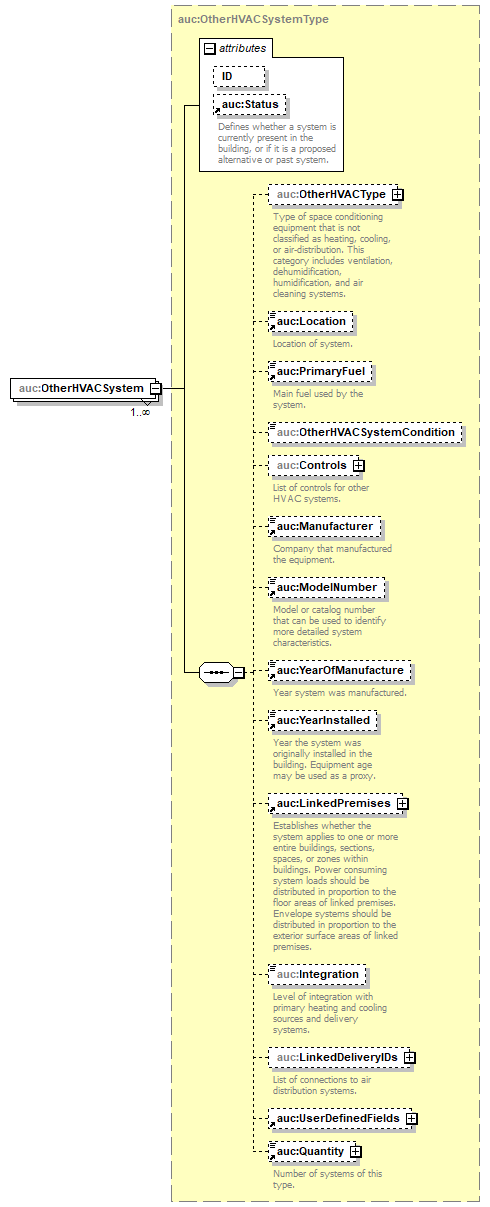 auc:OtherHVACSystemType
attributes
ID
auc:Status
Defines whether a system is
currently present in the
building, or if it is a proposed
alternative or past system.
auc:OtherHVACType
Type of space conditioning
equipment that is not
classified as heating, cooling,
or air-distribution. This
category includes ventilation,
dehumidification,
humidification, and air
cleaning systems.
auc:Location
Location of system.
auc:PrimaryFuel
Main fuel used by the
system.
auc:OtherHVACSystem
1..∞
auc:OtherHVACSystemCondition
auc:Controls
List of controls for other
HVAC systems.
auc:Manufacturer
Company that manufactured
the equipment.
auc:ModelNumber
Model or catalog number
that can be used to identify
more detailed system
characteristics.
auc:YearOfManufacture
Year system was manufactured.
auc:YearInstalled
Year the system was
originally installed in the
building. Equipment age
may be used as a proxy.
auc:LinkedPremises
Establishes whether the
system applies to one or more
entire buildings, sections,
spaces, or zones within
buildings. Power consuming
system loads should be
distributed in proportion to the
floor areas of linked premises.
Envelope systems should be
distributed in proportion to the
exterior surface areas of linked
premises.
auc:Integration
Level of integration with
primary heating and cooling
sources and delivery
systems.
auc:LinkedDeliveryIDs
List of connections to air
distribution systems.
auc:UserDefinedFields
auc:Quantity
Number of systems of this
type.